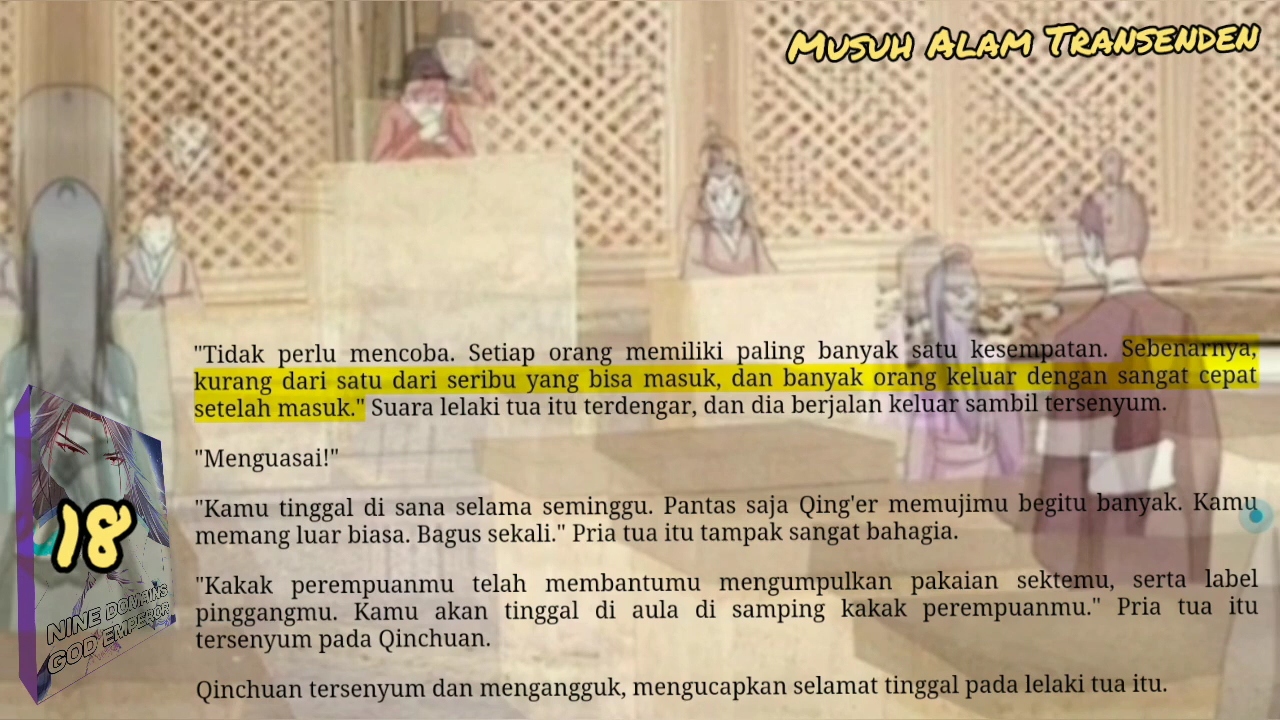 Musuh Alam Transenden
"Tidak perlu mencoba. Setiap orang memiliki paling banyak satu kesempatan. Sebenarnya,
kurang dari satu dari seribu yang bisa masuk, dan banyak orang keluar dengan sangat cepat
setelah masuk." Suara lelaki tua itu terdengar, dan dia berjalan keluar sambil tersenyum.
"Menguasai!"
"Kamu tinggal di sana selama seminggu. Pantas saja Qing'er memujimu begitu banyak. Kamu
memang luar biasa. Bagus sekali." Pria tua itu tampak sangat bahagia.
"Kakak perempuanmu telah membantumu mengumpulkan pakaian sektemu, serta label
pinggangmu. Kamu akan tinggal di aula di samping kakak perempuanmu." Pria tua itu
tersenyum pada Qinchuan.
Qinchuan tersenyum dan mengangguk, mengucapkan selamat tinggal pada lelaki tua itu.
18
NINE DOMAINS
GOD EMPEROR